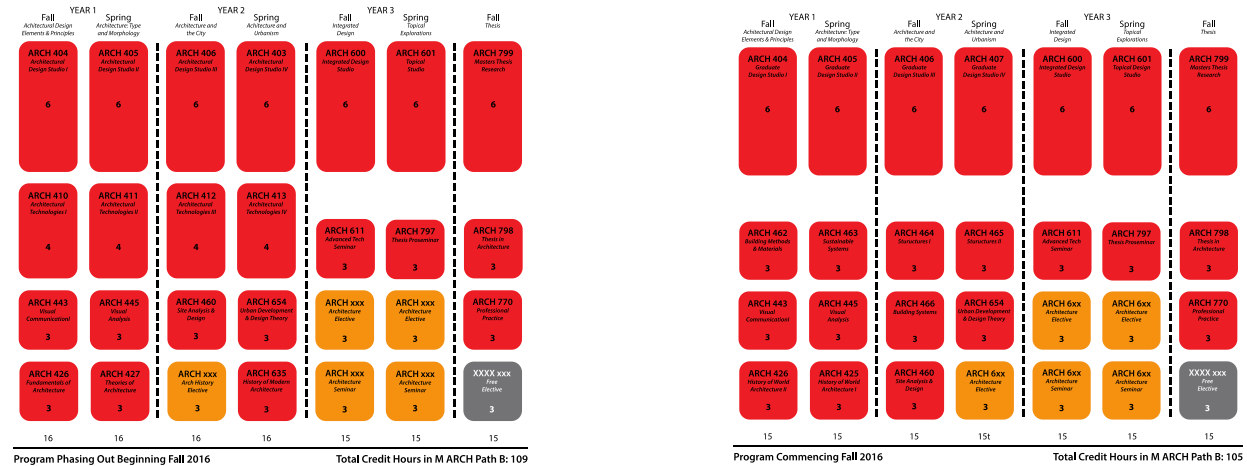 YEAR 1 YEAR 2 YEAR 3
Fall Spring Fall Spring Fall Spring Fall
Achitectural Design Architecture: Type Architecture and Architecture and Integrated Topical Thesis
Elements & Principles and Morphology the City Urbanism Design Explorations
ARCH 404 ARCH 405 ARCH 406 ARCH 403 ARCH 600 ARCH 601 ARCH 799
Architectural Architectural Architectural Architectural Integrated Design Topical Masters Thesis
Design Studio I Design Studio II Design Studio III Design Studio IV Studio Studio Research
6 6 6 6 6 6 6
ARCH 410 ARCH 411 ARCH 412 ARCH 413
Architectural Architectural Architectural Architectural
Technologies I Technologies II Technologies III Technologies IV
4 4 4 4
ARCH 611 ARCH 797 ARCH 798
Advanced Tech Thesis Proseminar Thesis in
Seminar Architecture
3 3 3
ARCH 443 ARCH 445 ARCH 460 ARCH 654 ARCH xxx ARCH xxx ARCH 770
Visual Visual Site Analysis & Urban Development Architecture Architecture Professional
CommunicationI Analysis Design & Design Theory Elective Elective Practise
3 3 3 3 3 3 3
ARCH 426 ARCH 427 ARCH xxx ARCH 635 ARCH xxx ARCH xxx XXXX xxx
Fundamentals of Theories of Arch History History of Modern Architecture Architecture Free
Architecture Architecture Elective Architecture Seminar Seminar Elective
3 3 3 3 3 3 3
16 16 16 16 15 15 15
Program Phasing Out Beginning Fall 2016 Total Credit Hours in M ARCH Path B: 109
YEAR 1 YEAR 2 YEAR 3
Fall Spring Fall Spring Fall Spring Fall
Achitectural Design Architecture: Type Architecture and Architecture and Integrated Topical Thesis
Elements & Principles and Morphology the City Urbanism Design Explorations
ARCH 404 ARCH 405 ARCH 406 ARCH 407 ARCH 600 ARCH 601 ARCH 799
Graduate Graduate Graduate Graduate Integrated Design Topical Design Masters Thesis
Design Studio I Design Studio II Design Studio III Design Studio IV Studio Studio Research
6 6 6 6 6 6 6
ARCH 462 ARCH 463 ARCH 464 ARCH 465 ARCH 611 ARCH 797 ARCH 798
Building Methods Sustainable Sturuct­ures I Sturuct­ures II Advanced Tech Thesis Proseminar Thesis in
& Materials Systems Seminar Architecture
3 3 3 3 3 3 3
ARCH 443 ARCH 445 ARCH 466 ARCH 654 ARCH 6xx ARCH 6xx ARCH 770
Visual Visual Building Systems Urban Development Architecture Architecture Professional
CommunicationI Analysis & Design Theory Elective Elective Practice
3 3 3 3 3 3 3
ARCH 426 ARCH 425 ARCH 460 ARCH 6xx ARCH 6xx ARCH 6xx XXXX xxx
History of World History of World Site Analysis & Architecture Architecture Architecture Free
Architecture II Architecture I Design Elective Seminar Seminar Elective
3 3 3 3 3 3 3
15 15 15 15t 15 15 15
Program Commencing Fall 2016 Total Credit Hours in M ARCH Path B: 105